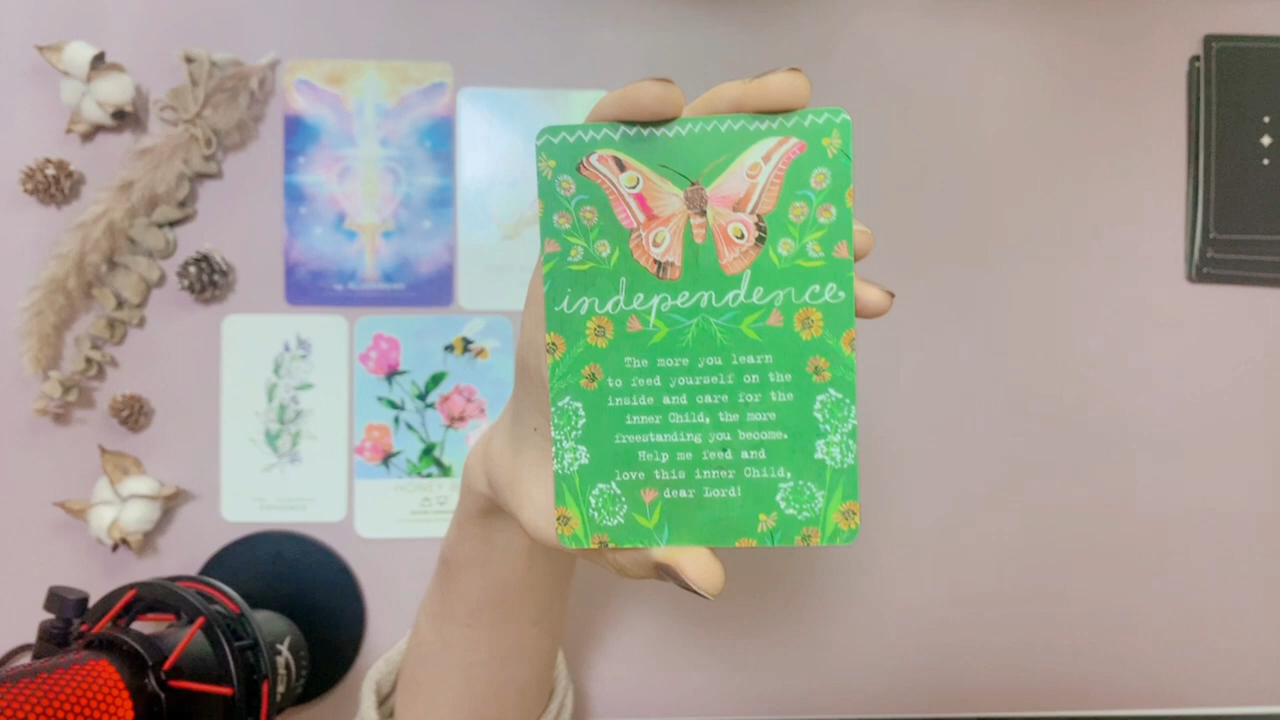 independence
The more you learn
to feed yourself on the
inside and care for the
inner Child, the more
freestanding you become.
Help me feed and
love this inner Child,
dear Lord!